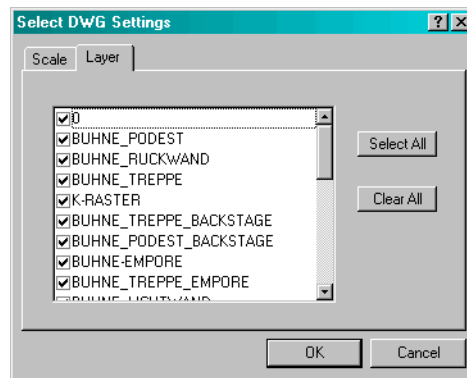 Select DWG Settings
Scale Layer
0
BUHNE_PODEST
BUHNE_RUCKWAND
BUHNE_TREPPE
K-RASTER
BUHNE_TREPPE_BACKSTAGE
BUHNE_PODEST_BACKSTAGE
BUHNE-EMPORE
BUHNE_TREPPE_EMPORE
Select All
Clear All
OK Cancel